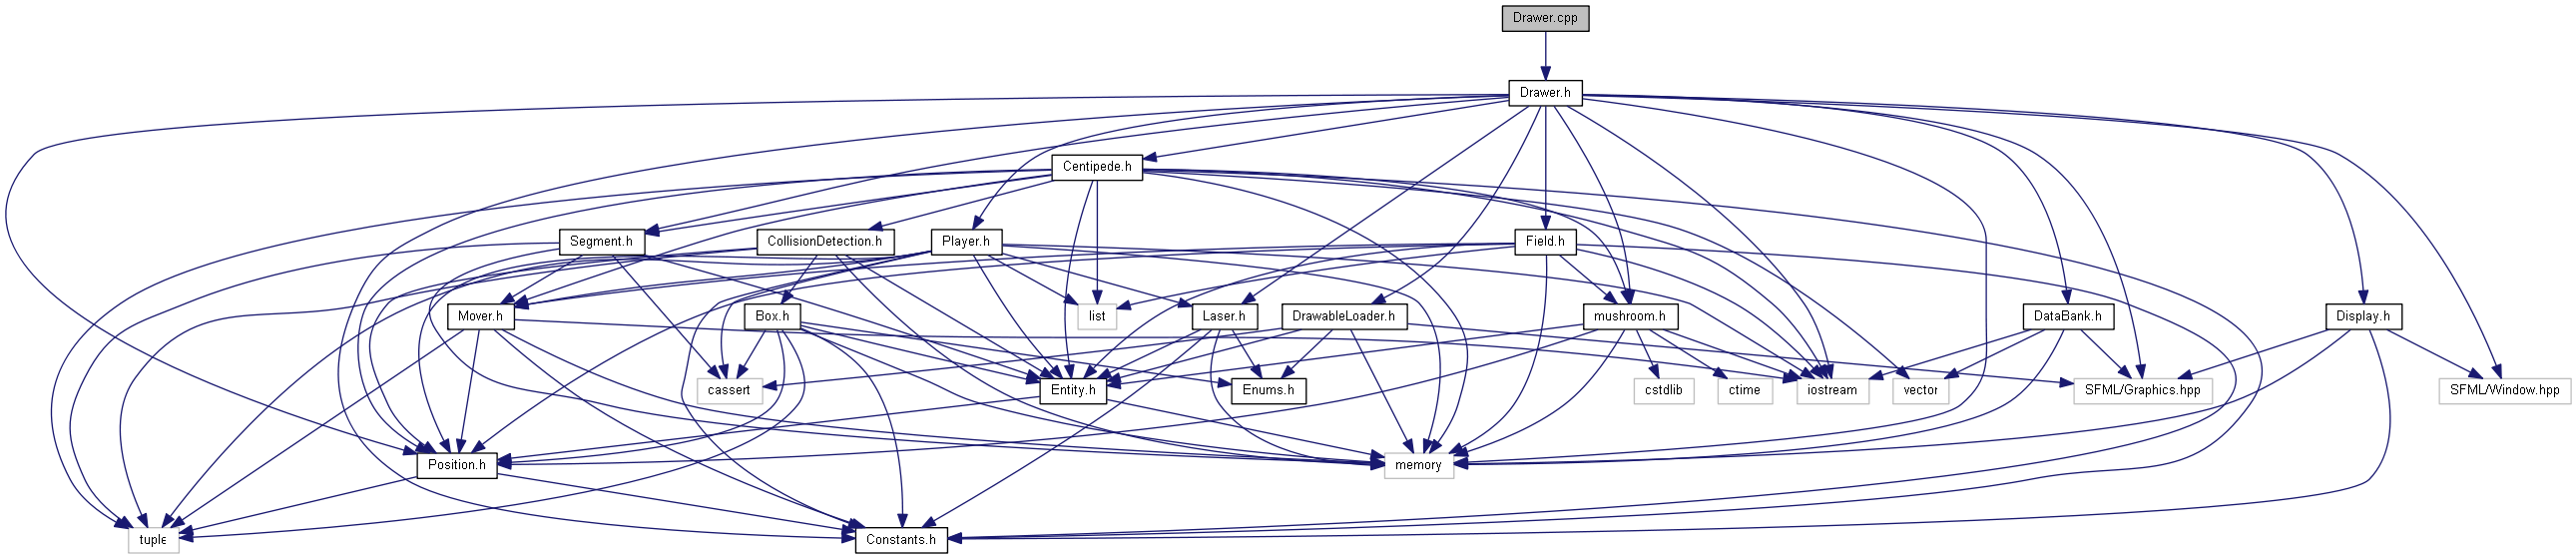 Drawer.cpp
Drawer.h
Centipede.h
Segment.h
CollisionDetection.h
Player.h
Field.h
Mover.h
Box.h
list
Laser.h
DrawableLoader.h
mushroom.h
DataBank.h
Display.h
cassert
Entity.h
Enums.h
cstdlib
ctime
iostream
vector
SFML/Graphics.hpp
SFML/Window.hpp
Position.h
memory
tuple
Constants.h